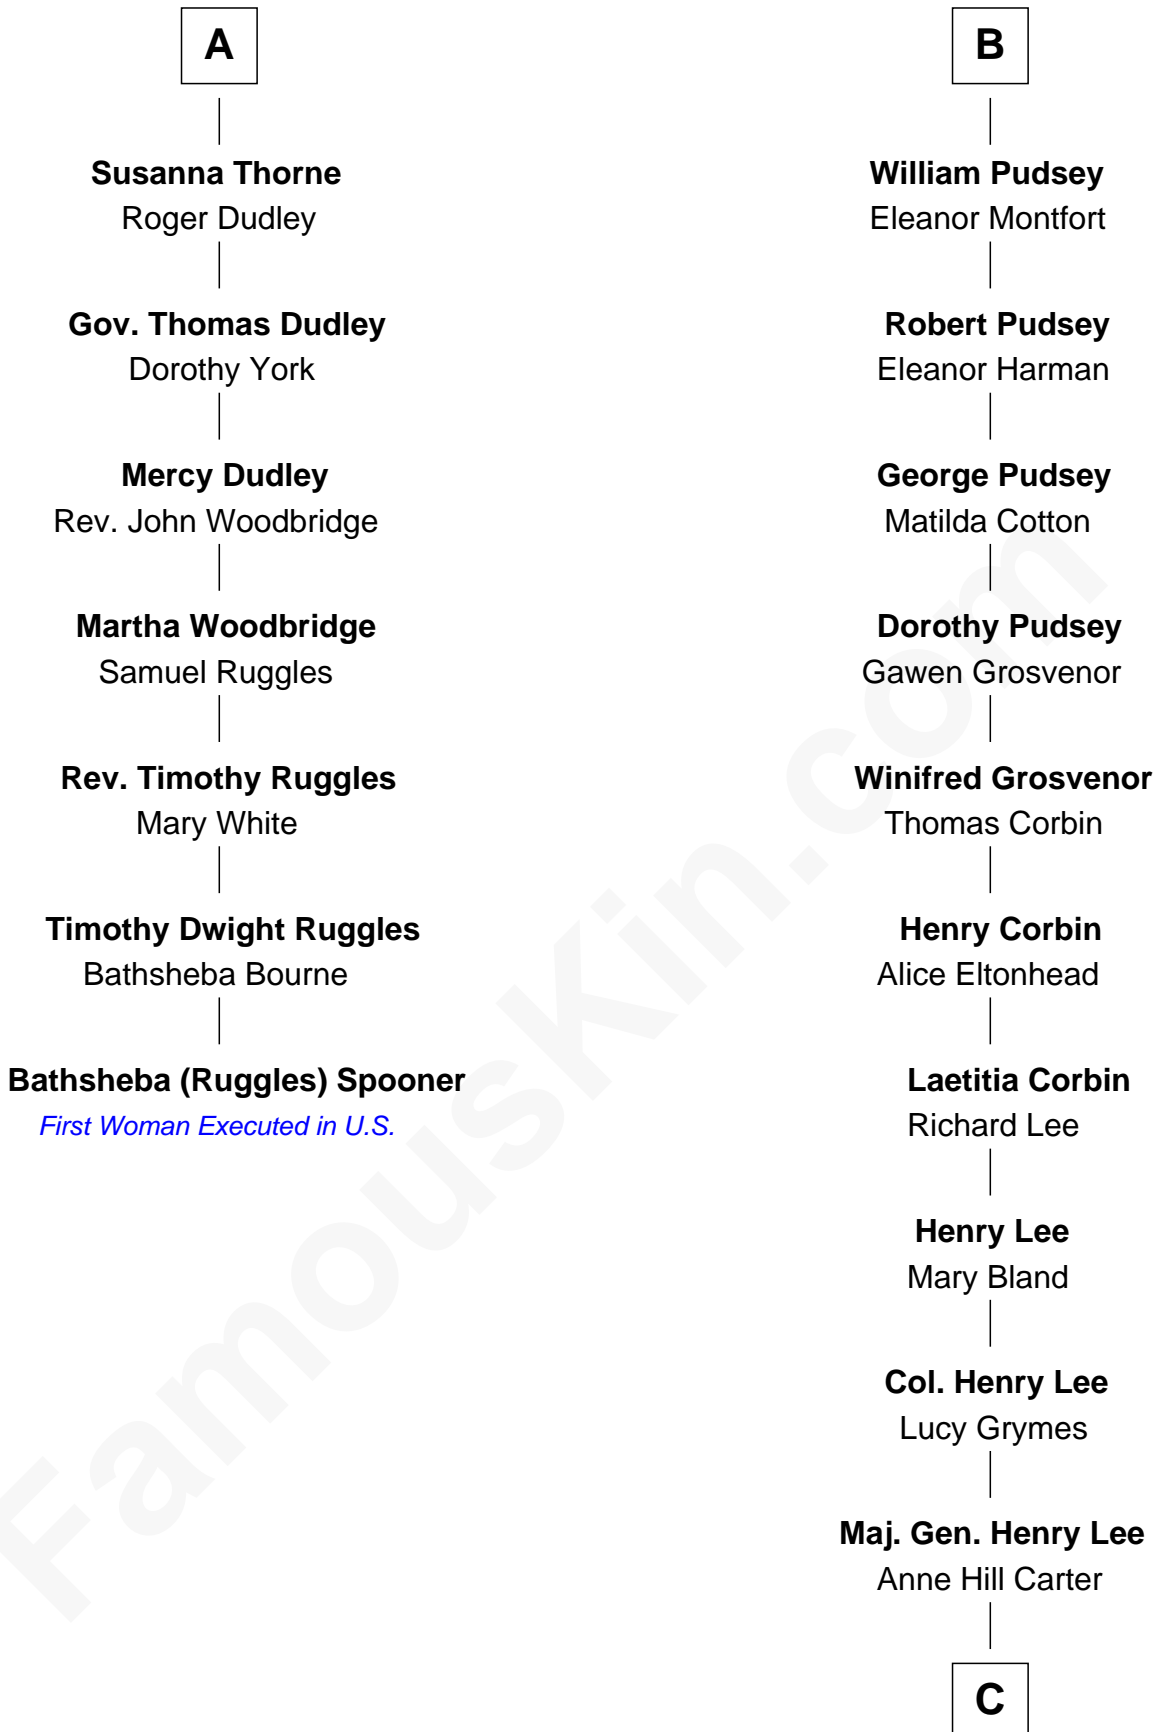 A
Susanna Thorne
Roger Dudley
Gov. Thomas Dudley
Dorothy York
Mercy Dudley
Rev. John Woodbridge
Martha Woodbridge
Samuel Ruggles
Rev. Timothy Ruggles
Mary White
Timothy Dwight Ruggles
Bathsheba Bourne
Bathsheba (Ruggles) Spooner
First Woman Executed in U.S.
B
William Pudsey
Eleanor Montfort
Robert Pudsey
Eleanor Harman
George Pudsey
Matilda Cotton
Dorothy Pudsey
Gawen Grosvenor
Winifred Grosvenor
Thomas Corbin
Henry Corbin
Alice Eltonhead
Laetitia Corbin
Richard Lee
Henry Lee
Mary Bland
Col. Henry Lee
Lucy Grymes
Maj. Gen. Henry Lee
Anne Hill Carter
C
FamousKin.com